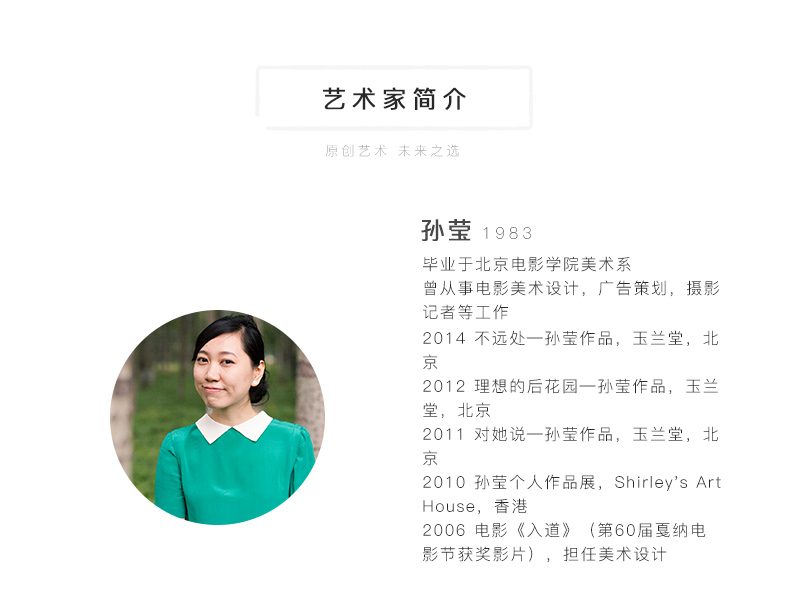 艺术家简介
原创艺术 未来之选
孙莹 1983
毕业于北京电影学院美术系
曾从事电影美术设计，广告策划，摄影
记者等工作
2014 不远处—孙莹作品，玉兰堂，北
京
2012 理想的后花园—孙莹作品，玉兰
堂，北京
2011 对她说—孙莹作品，玉兰堂，北
京
2010 孙莹个人作品展，Shirley’s Art
House，香港
2006 电影《入道》（第60届戛纳电
影节获奖影片），担任美术设计